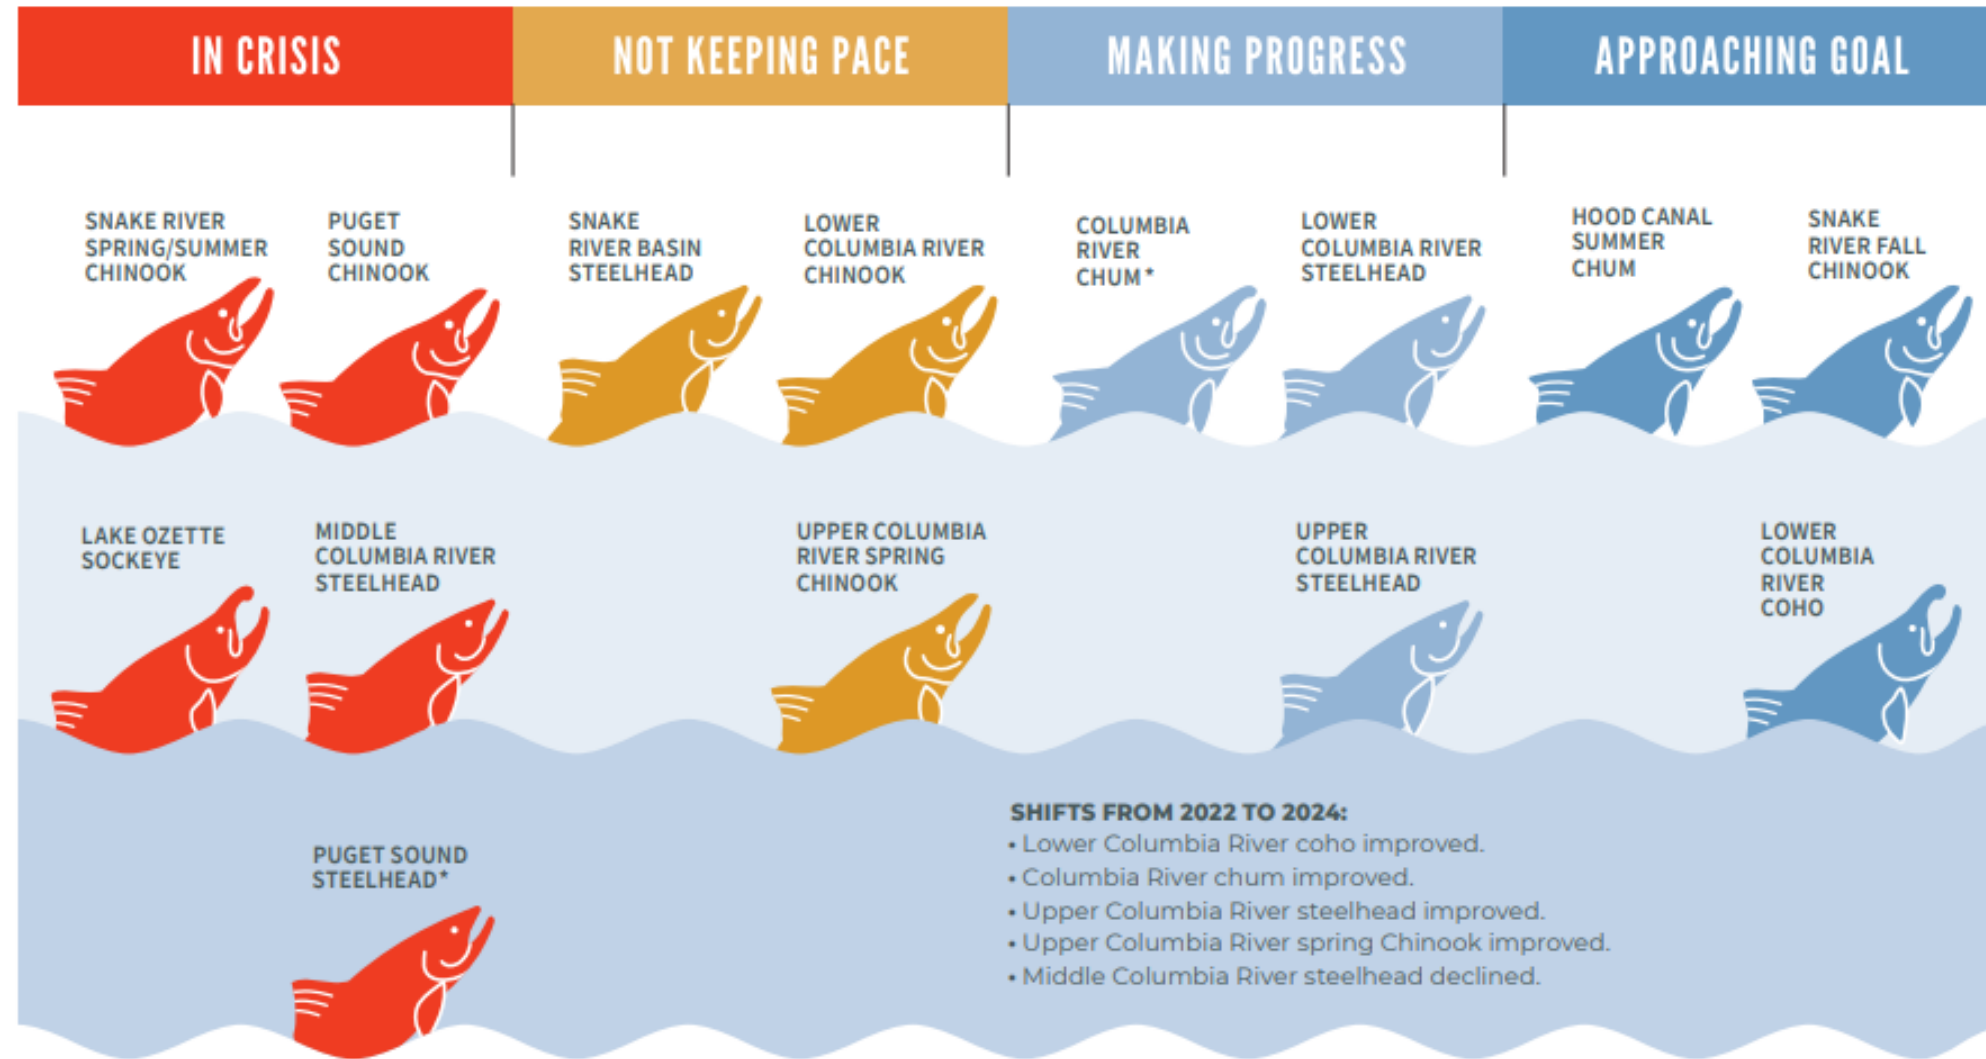 IN CRISIS
NOT KEEPING PACE
MAKING PROGRESS
APPROACHING GOAL
SNAKE RIVER
SPRING/SUMMER
CHINOOK
PUGET
SOUND
CHINOOK
SNAKE
RIVER BASIN
STEELHEAD
LOWER
COLUMBIA RIVER
CHINOOK
COLUMBIA
RIVER
CHUM*
LOWER
COLUMBIA RIVER
STEELHEAD
HOOD CANAL
SUMMER
CHUM
SNAKE
RIVER FALL
CHINOOK
LAKE OZETTE
SOCKEYE
MIDDLE
COLUMBIA RIVER
STEELHEAD
UPPER COLUMBIA
RIVER SPRING
CHINOOK
UPPER
COLUMBIA RIVER
STEELHEAD
LOWER
COLUMBIA
RIVER
COHO
PUGET SOUND
STEELHEAD*
SHIFTS FROM 2022 TO 2024:
• Lower Columbia River coho improved.
• Columbia River chum improved.
• Upper Columbia River steelhead improved.
• Upper Columbia River spring Chinook improved.
• Middle Columbia River steelhead declined.